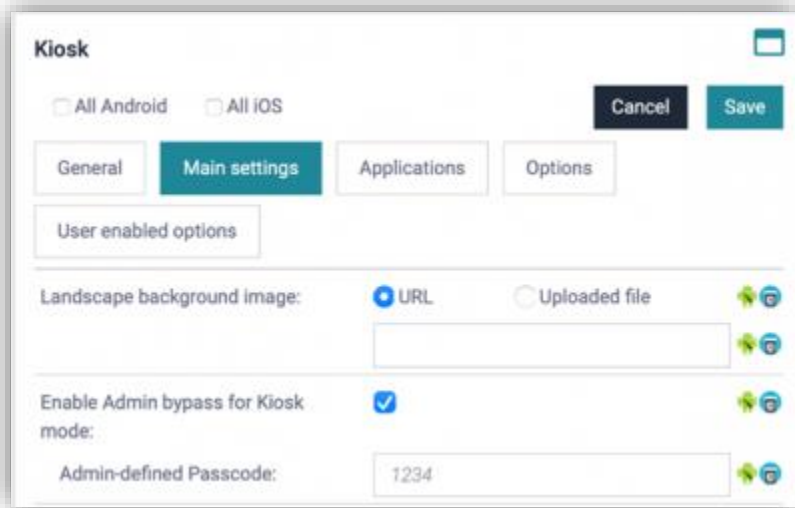 Kiosk
All Android All iOS Cancel Save
General Main settings Applications Options
User enabled options
Landscape background image: URL Uploaded file
Enable Admin bypass for Kiosk
mode:
Admin-defined Passcode: 1234